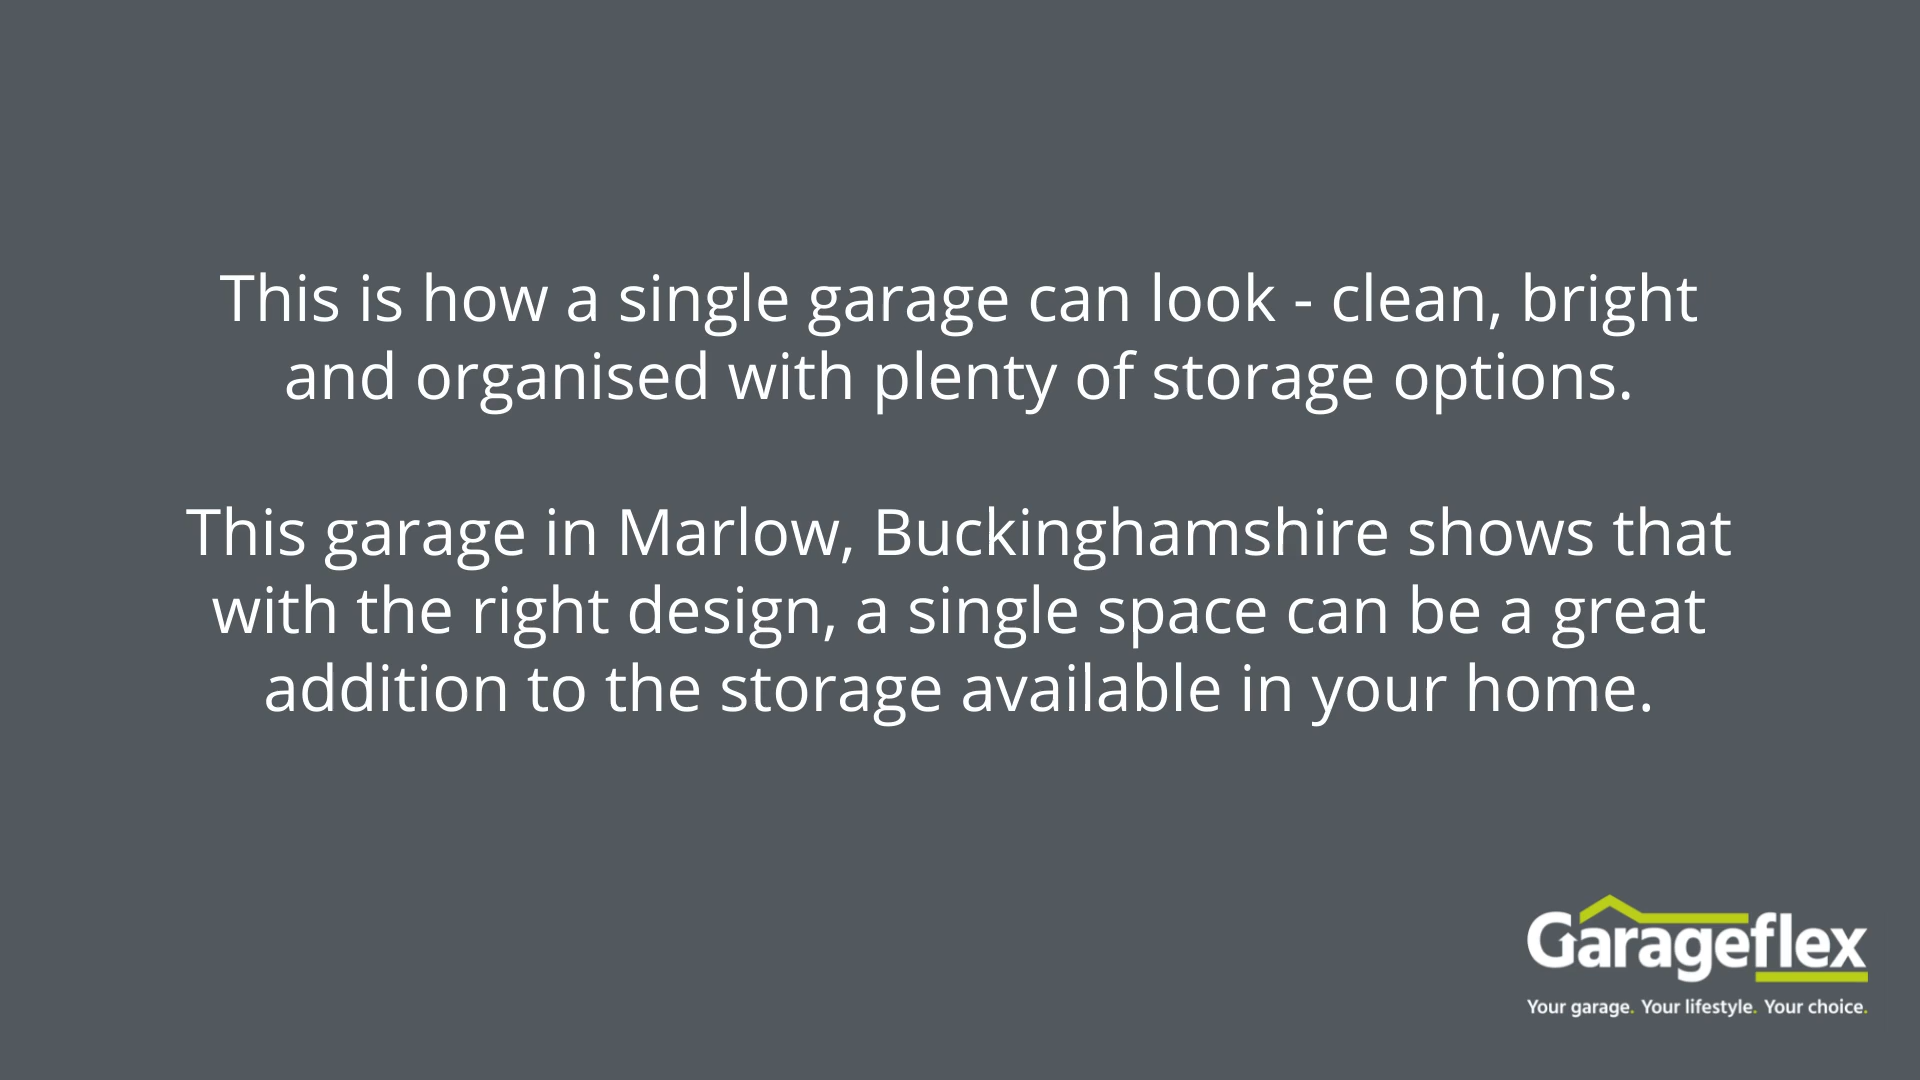 This is how a single garage can look - clean, bright
and organised with plenty of storage options.
This garage in Marlow, Buckinghamshire shows that
with the right design, a single space can be a great
addition to the storage available in your home.
Garageflex
Your garage. Your lifestyle. Your choice.